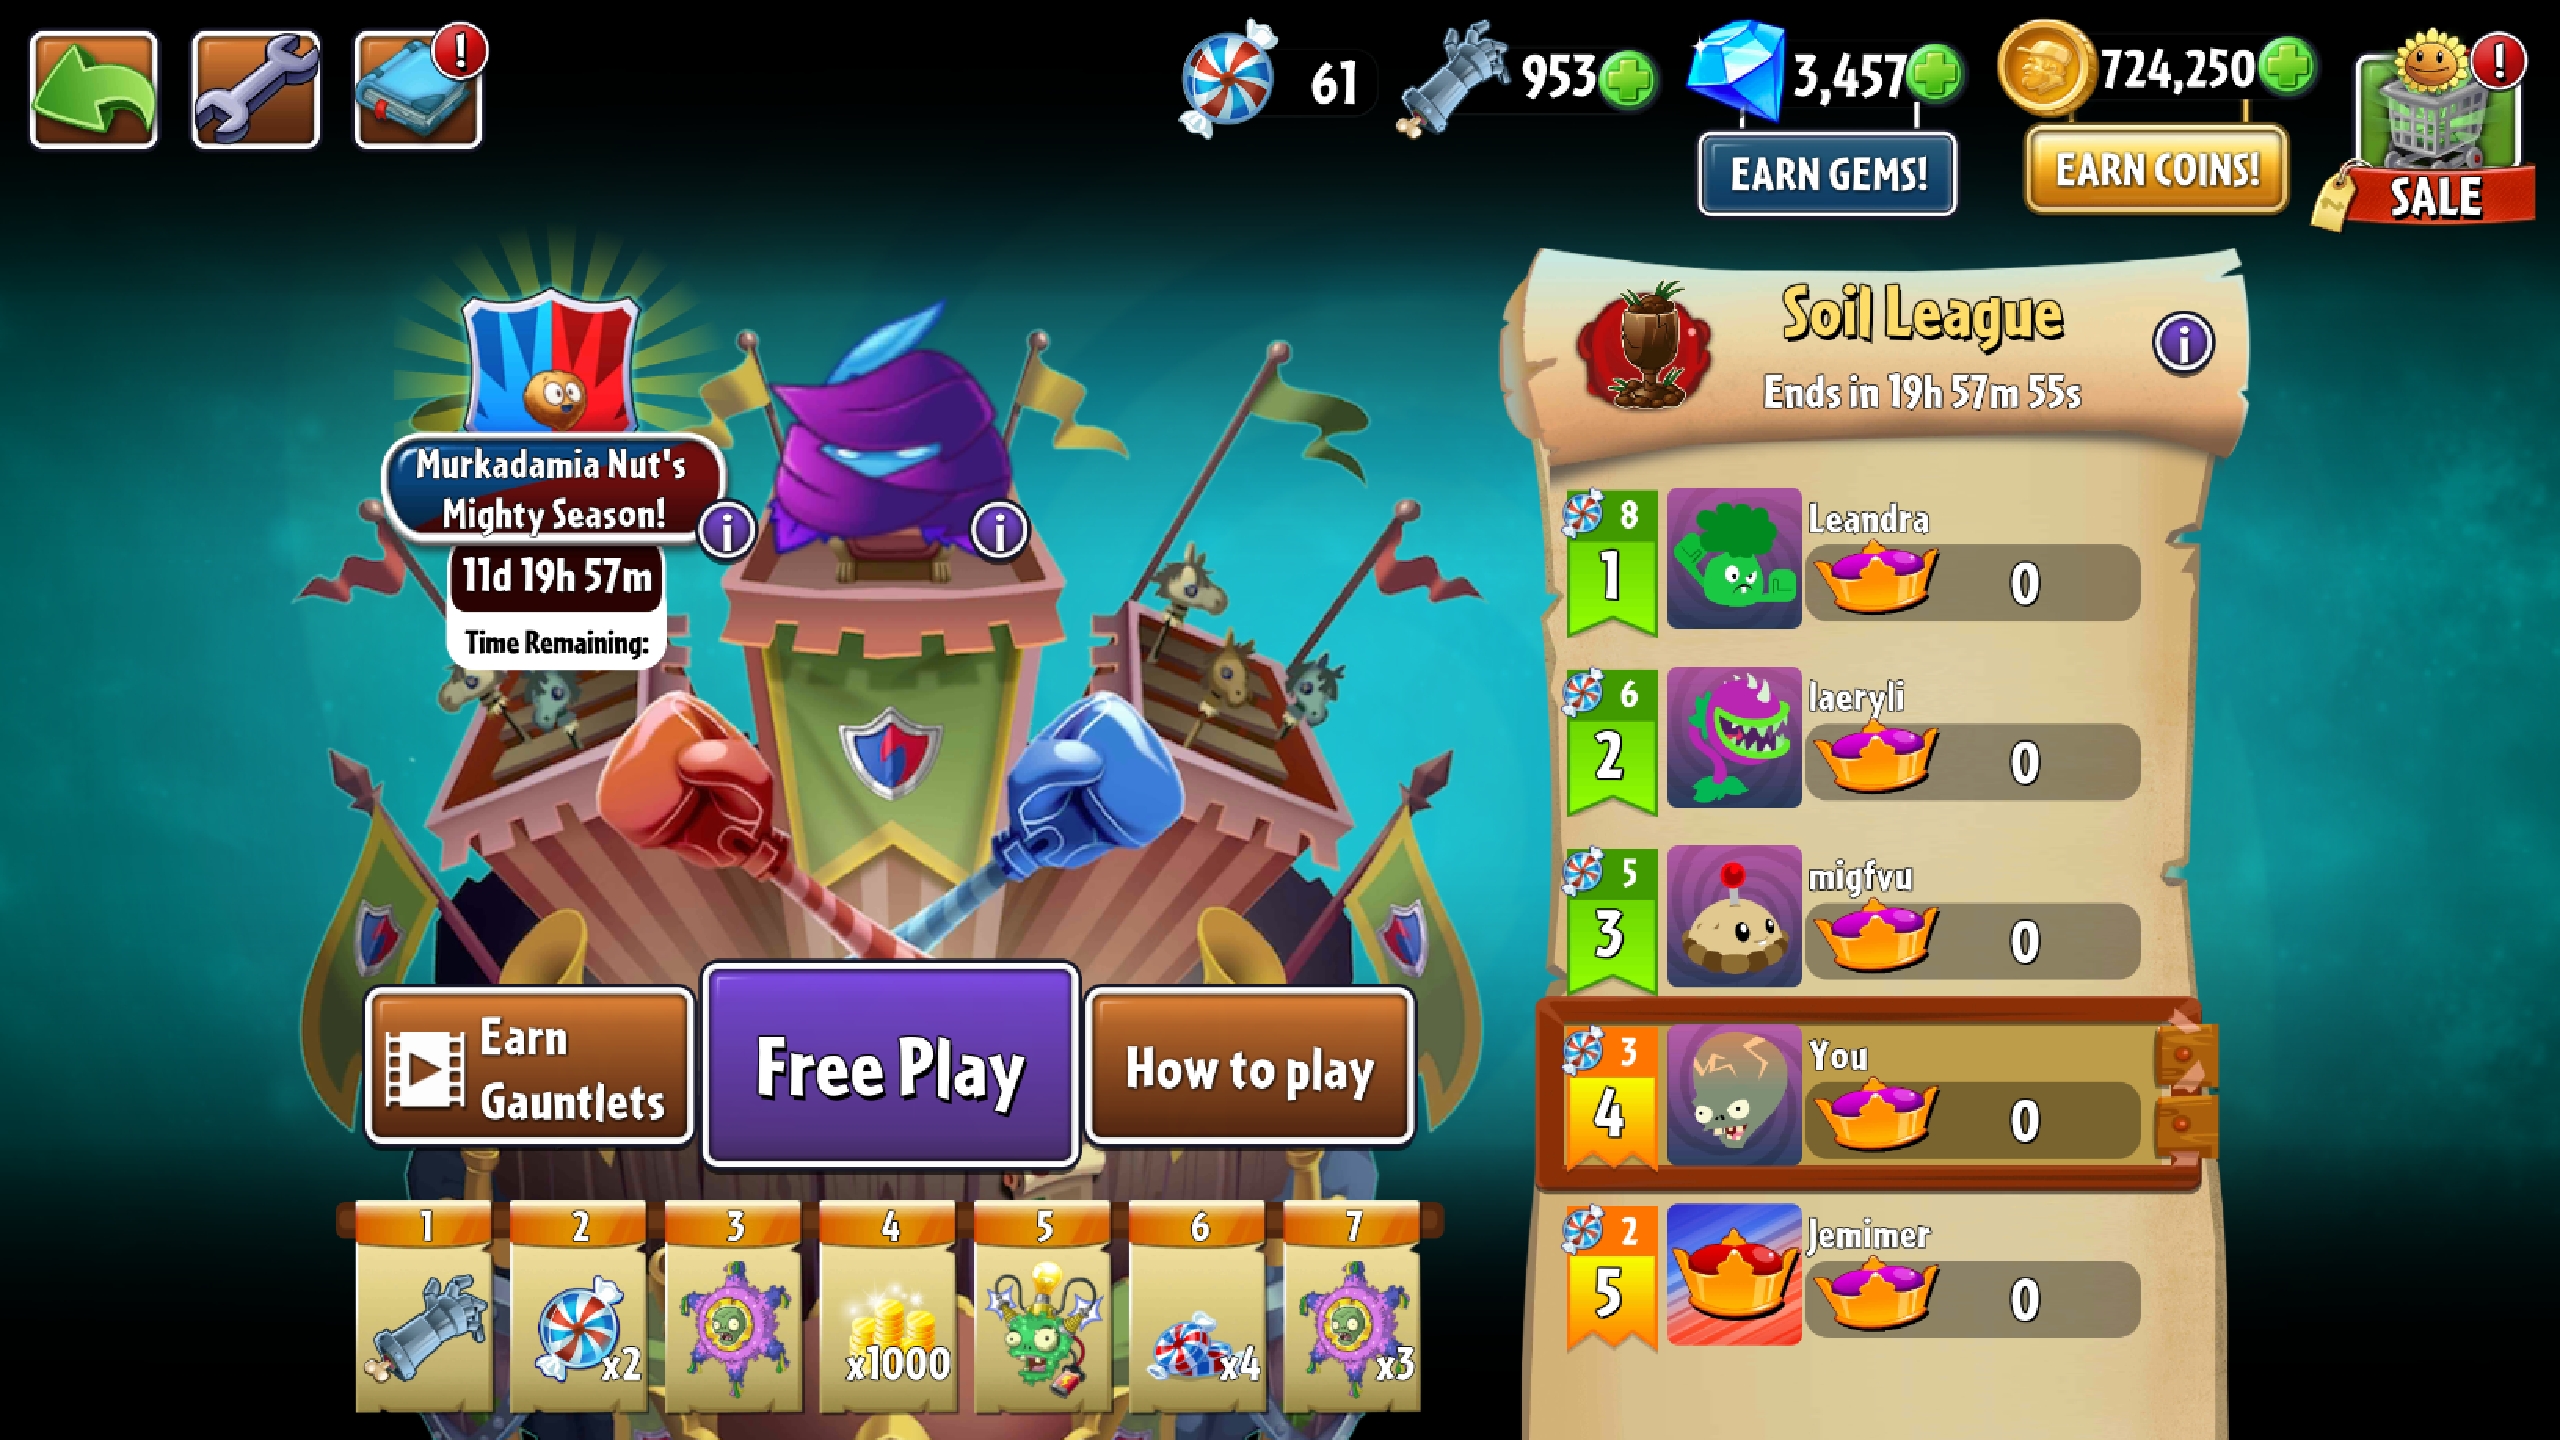 !
61
953
3,457
724,250
!
EARN GEMS!
EARN COINS!
SALE
Murkadamia Nut's
Mighty Season!
i
i
11d 19h 57m
Time Remaining:
Soil League
Ends in 19h 57m 55s
i
8
1
Leandra
0
6
2
laeryli
0
5
3
migfvu
0
3
4
You
0
2
5
Jemimer
0
Earn
Gauntlets
Free Play
How to play
1
2
x2
3
4
x1000
5
6
x4
7
x3